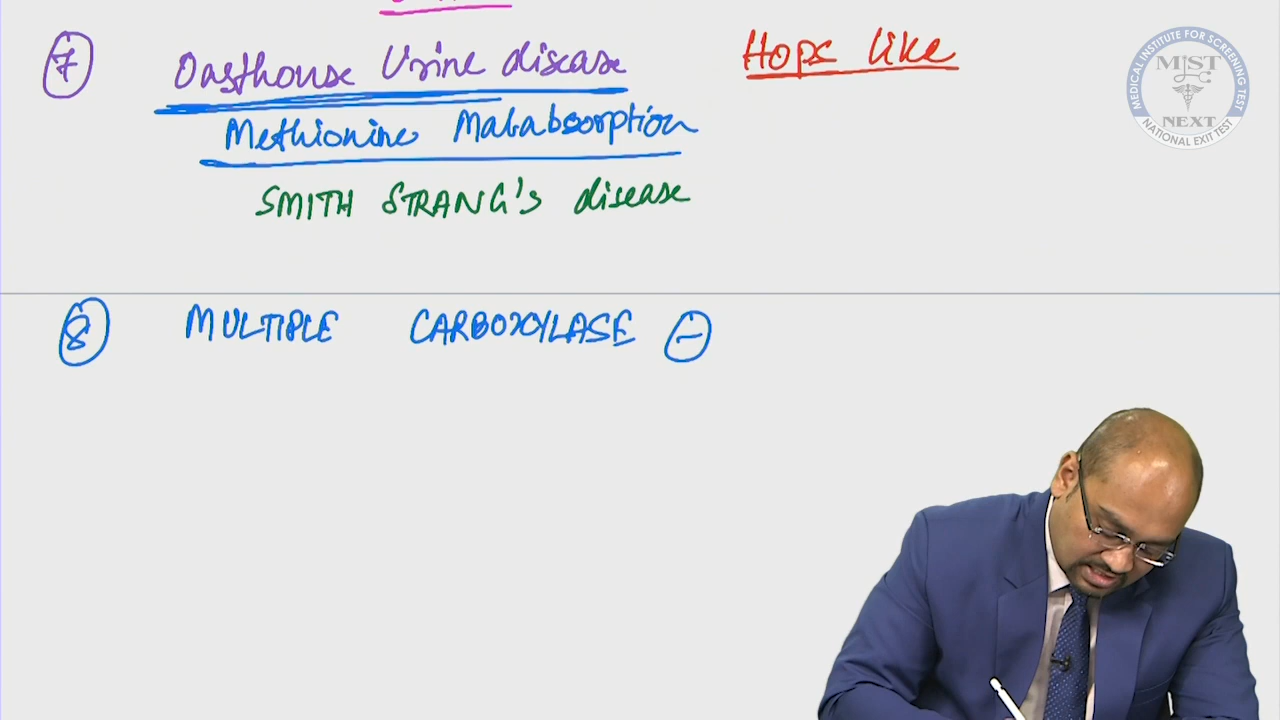 7 Oasthouse Urine disease Hops like
Methionine Malabsorption
SMITH STRANG's disease
8 MULTIPLE CARBOXYLASE -
MEDICAL INSTITUTE FOR SCREENING TEST
MIST
NEXT
NATIONAL EXIT TEST